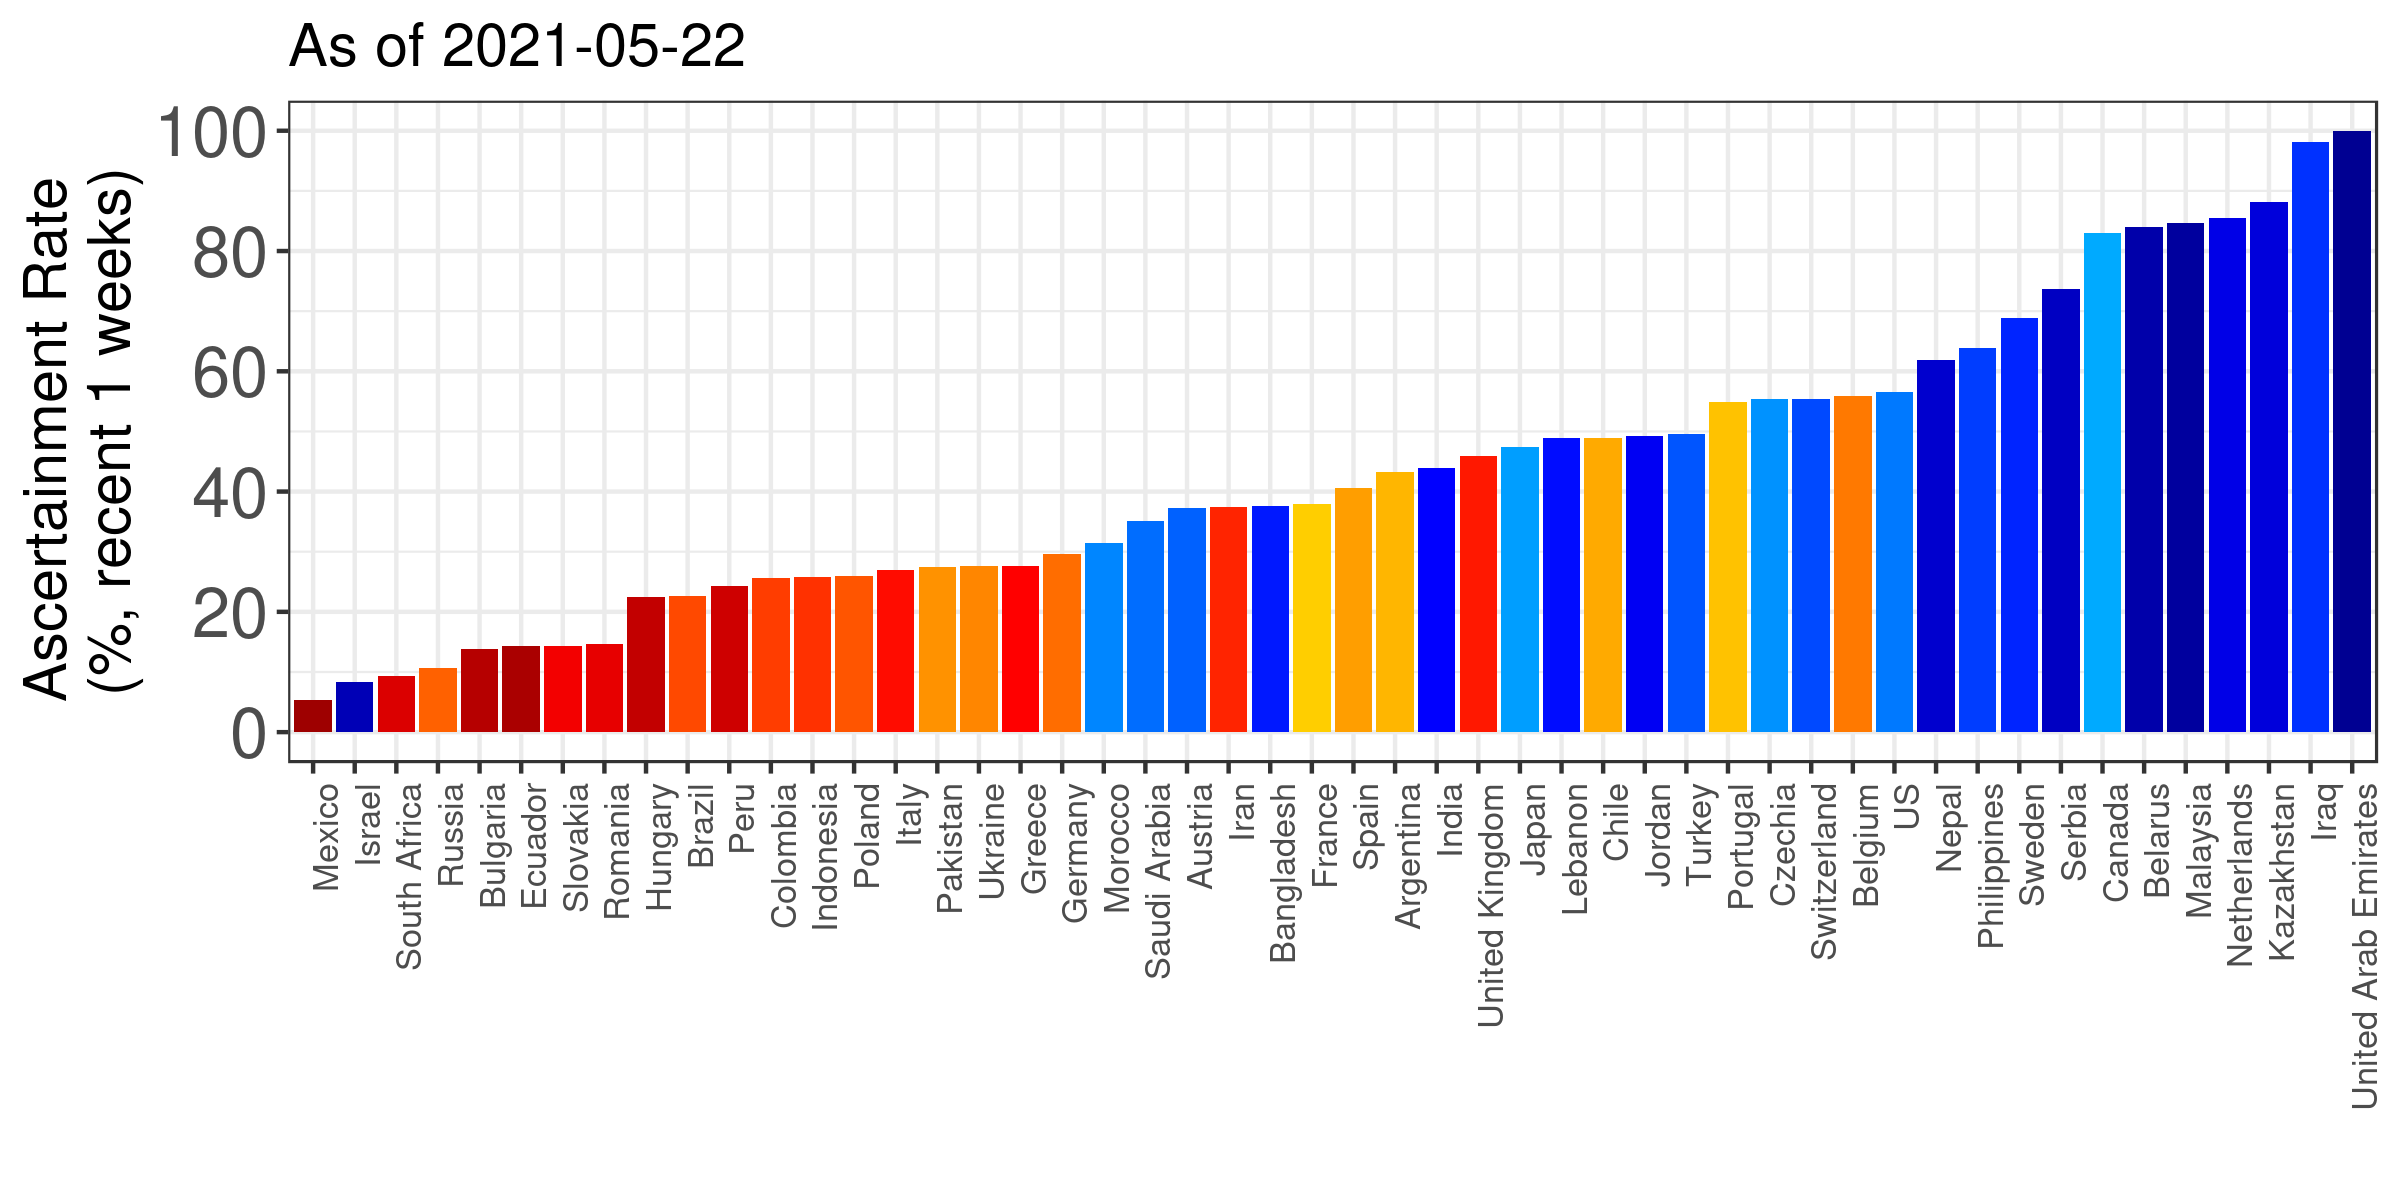 As of 2021-05-22
Ascertainment Rate
(%, recent 1 weeks)
100
80
60
40
20
0
Mexico
Israel
South Africa
Russia
Bulgaria
Ecuador
Slovakia
Romania
Hungary
Brazil
Peru
Colombia
Indonesia
Poland
Italy
Pakistan
Ukraine
Greece
Germany
Morocco
Saudi Arabia
Austria
Iran
Bangladesh
France
Spain
Argentina
India
United Kingdom
Japan
Lebanon
Chile
Jordan
Turkey
Portugal
Czechia
Switzerland
Belgium
US
Nepal
Philippines
Sweden
Serbia
Canada
Belarus
Malaysia
Netherlands
Kazakhstan
Iraq
United Arab Emirates